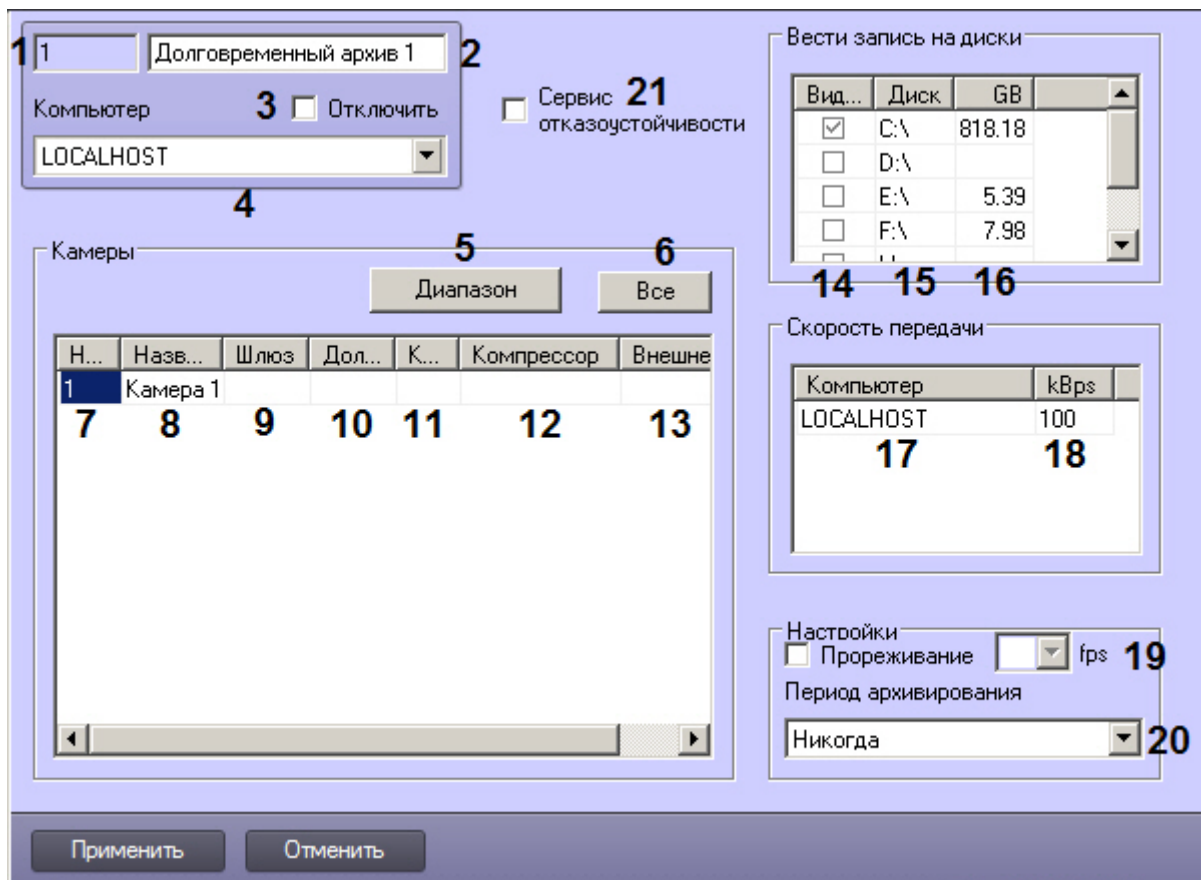 1 1 Долговременный архив 1 2
Компьютер 3 Отключить
LOCALHOST
4
Сервис 21
отказоустойчивости
Вести запись на диски
Вид... Диск GB
C:\ 818.18
D:\
E:\ 5.39
F:\ 7.98
14 15 16
Камеры
5 6
Диапазон Все
Н... Назв... Шлюз Дол... К... Компрессор Внешне
1 Камера 1
7 8 9 10 11 12 13
Скорость передачи
Компьютер kBps
LOCALHOST 100
17 18
Настройки
Прореживание fps 19
Период архивирования
Никогда 20
Применить Отменить